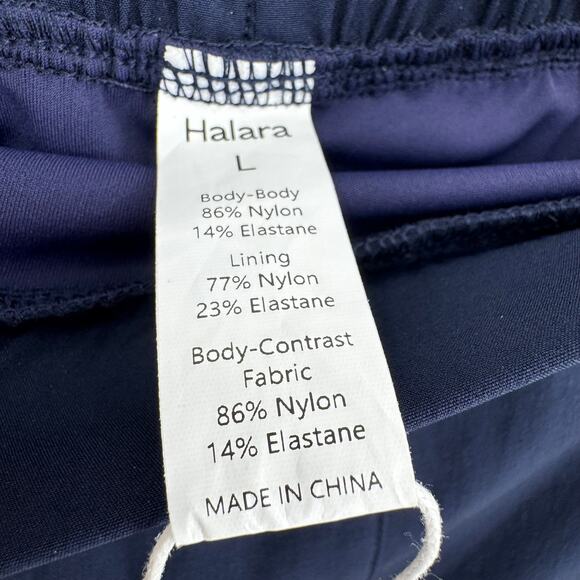 Halara
L
Body-Body
86% Nylon
14% Elastane
Lining
77% Nylon
23% Elastane
Body-Contrast
Fabric
86% Nylon
14% Elastane
MADE IN CHINA